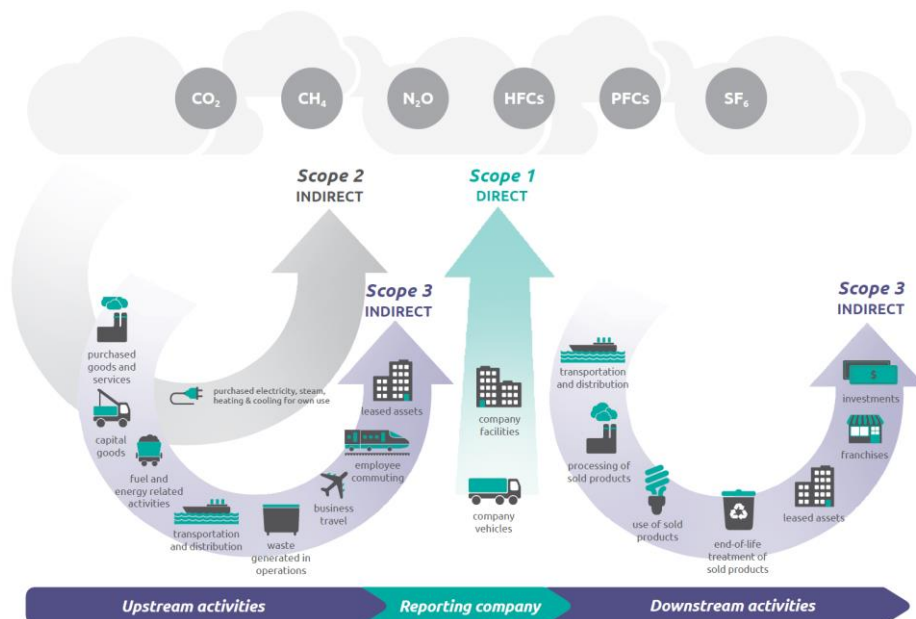 CO₂
CH₄
N₂O
HFCs
PFCs
SF₆
Scope 2
INDIRECT
Scope 1
DIRECT
Scope 3
INDIRECT
Scope 3
INDIRECT
purchased
goods and
services
capital
goods
fuel and
energy related
activities
transportation
and distribution
waste
generated in
operations
business
travel
employee
commuting
leased assets
purchased electricity, steam,
heating & cooling for own use
company
facilities
company
vehicles
transportation
and distribution
processing of
sold products
use of sold
products
end-of-life
treatment of
sold products
leased assets
franchises
$
investments
Upstream activities
Reporting company
Downstream activities